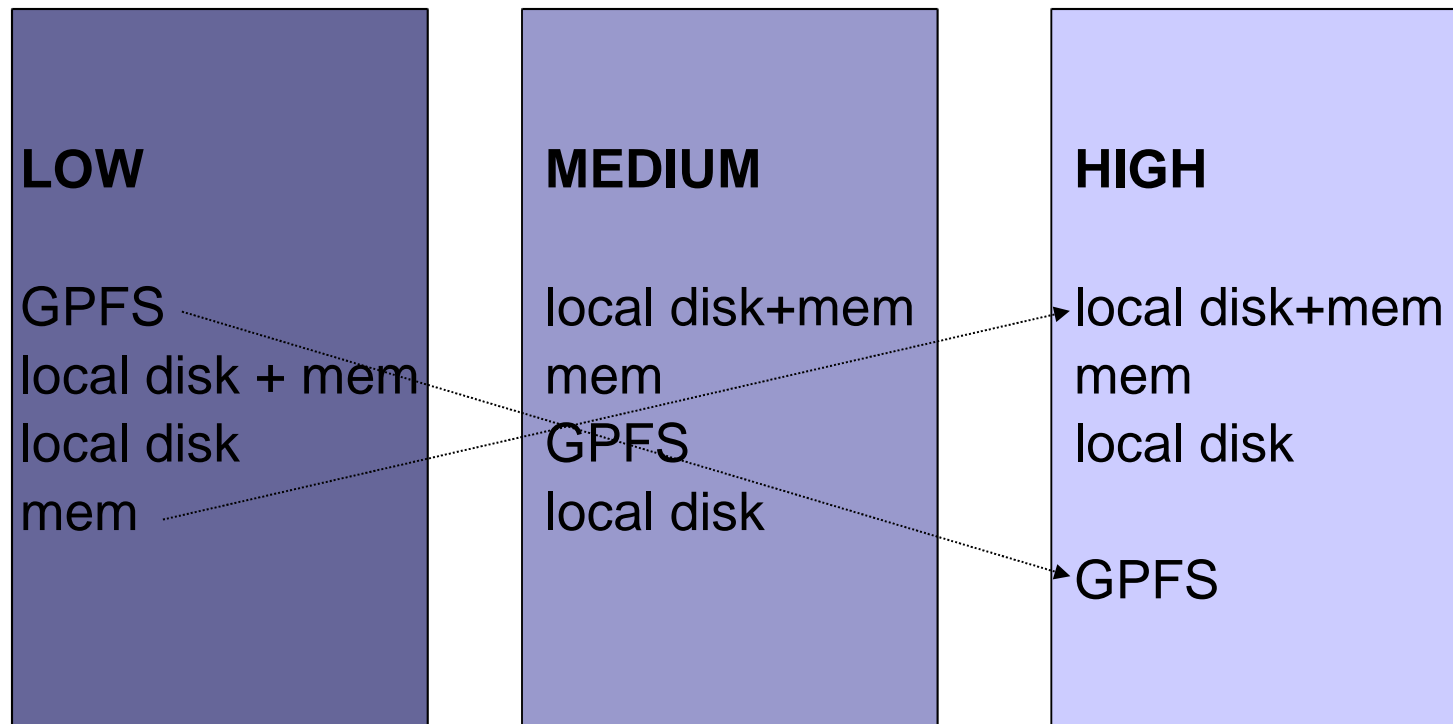 LOW
GPFS
local disk + mem
local disk
mem
MEDIUM
local disk+mem
mem
GPFS
local disk
HIGH
local disk+mem
mem
local disk
GPFS